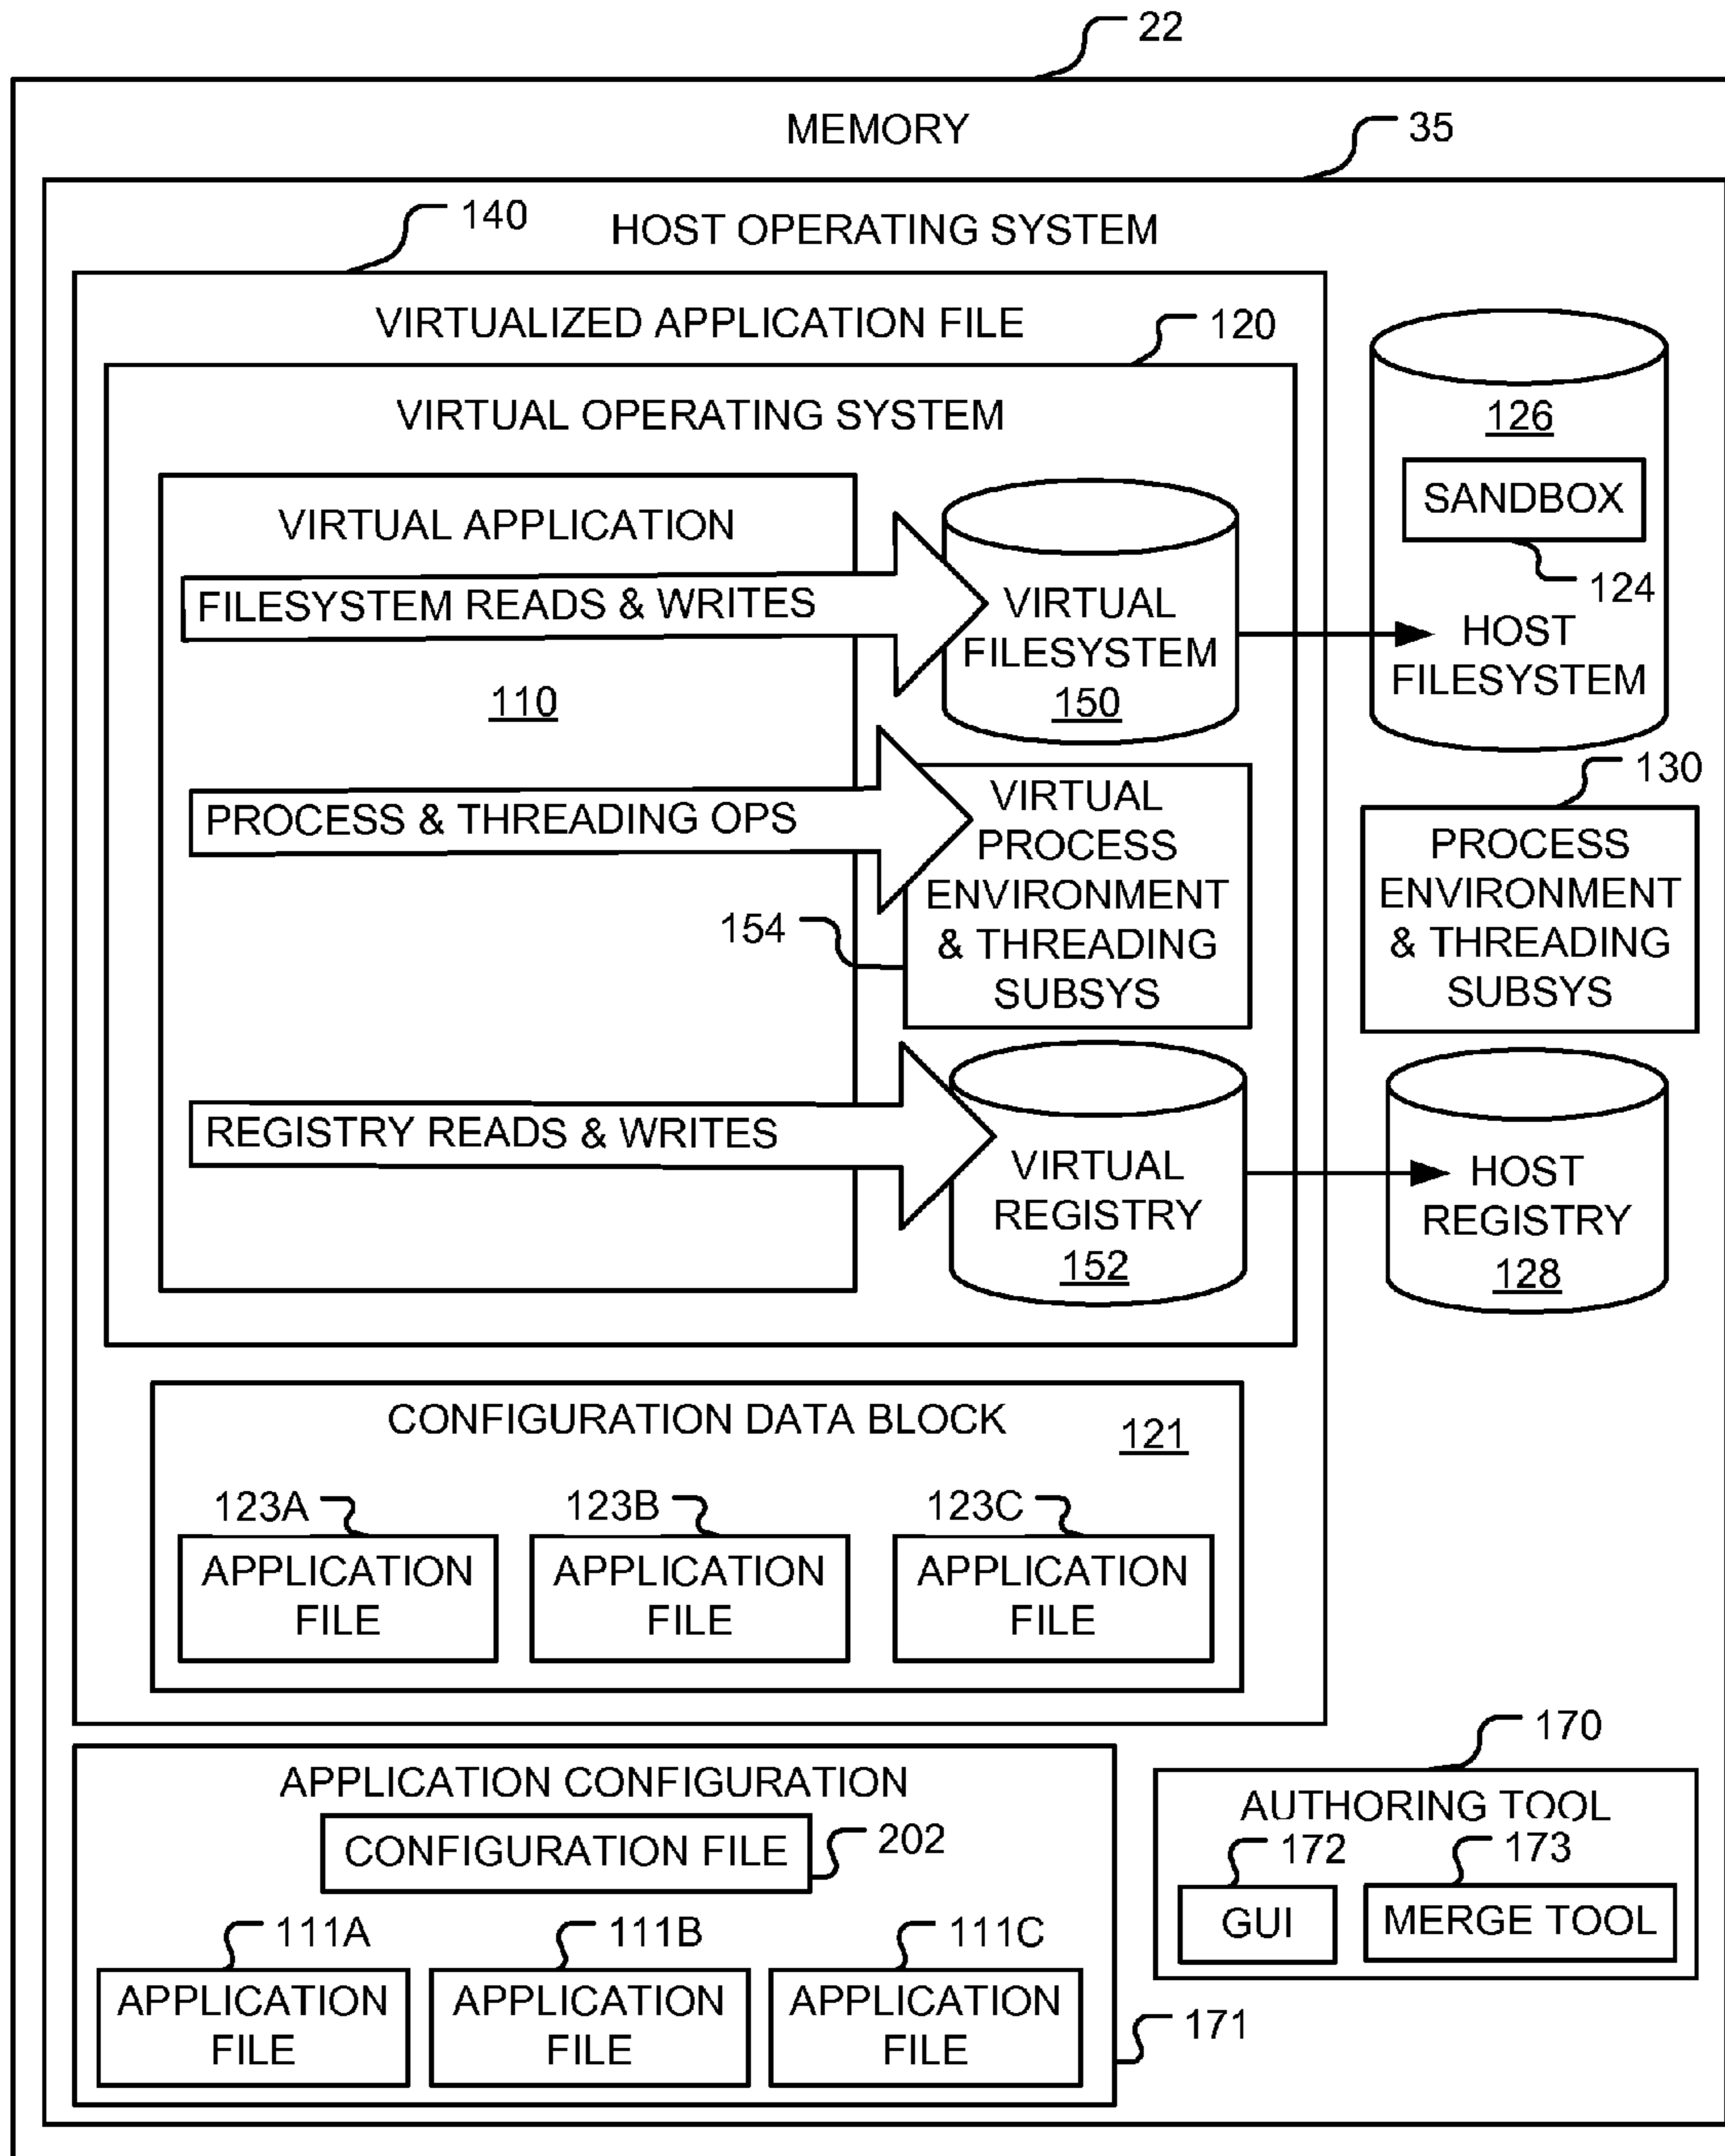 22
MEMORY
35
140
HOST OPERATING SYSTEM
VIRTUALIZED APPLICATION FILE
120
VIRTUAL OPERATING SYSTEM
126
SANDBOX
124
HOST
FILESYSTEM
VIRTUAL APPLICATION
FILESYSTEM READS & WRITES
VIRTUAL
FILESYSTEM
150
110
PROCESS & THREADING OPS
VIRTUAL
PROCESS
ENVIRONMENT
& THREADING
SUBSYS
154
130
PROCESS
ENVIRONMENT
& THREADING
SUBSYS
REGISTRY READS & WRITES
VIRTUAL
REGISTRY
152
HOST
REGISTRY
128
CONFIGURATION DATA BLOCK
121
123A
123B
123C
APPLICATION
FILE
APPLICATION
FILE
APPLICATION
FILE
APPLICATION CONFIGURATION
CONFIGURATION FILE
202
111A
111B
111C
APPLICATION
FILE
APPLICATION
FILE
APPLICATION
FILE
171
170
AUTHORING TOOL
172
173
GUI
MERGE TOOL